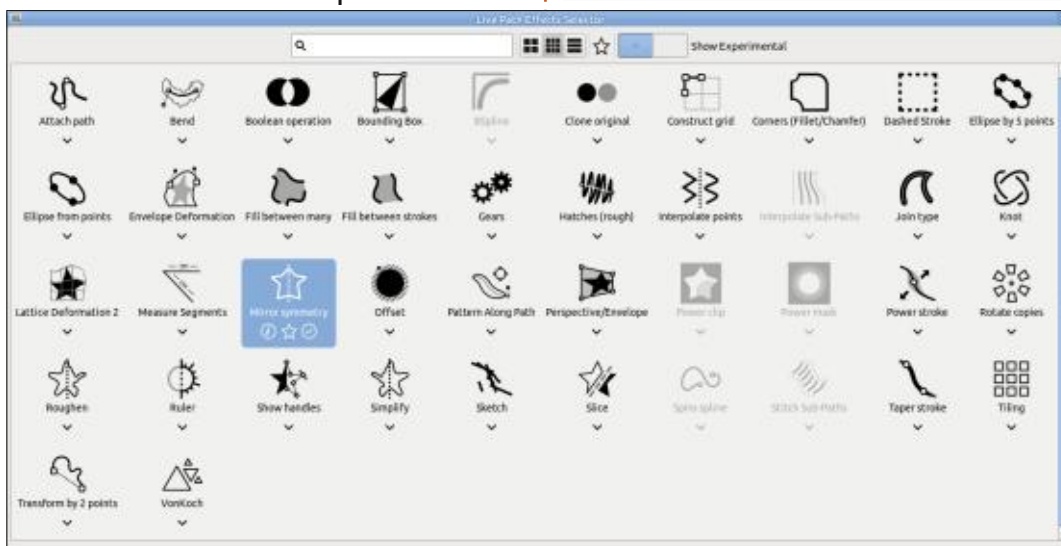 Live Path Effects Selector
Show Experimental
Attach path Bend Boolean operation Bounding Box BSpline Clone original Construct grid Corners (Fillet/Chamfer) Dashed Stroke Ellipse by 5 points
Ellipse from points Envelope Deformation Fill between many Fill between strokes Gears Hatches (rough) Interpolate points Interpolate Sub-Paths Join type Knot
Lattice Deformation 2 Measure Segments Mirror symmetry Offset Pattern Along Path Perspective/Envelope Power clip Power mask Power stroke Rotate copies
Roughen Ruler Show handles Simplify Sketch Slice Spiro spline Stitch Sub-Paths Taper stroke Tiling
Transform by 2 points VonKoch